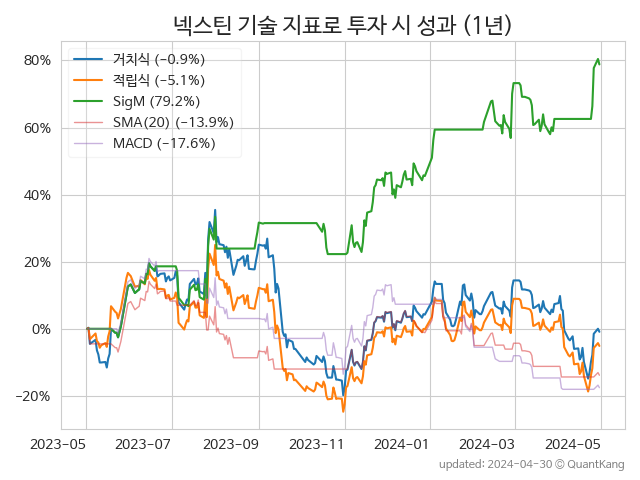 넥스틴 기술 지표로 투자 시 성과 (1년)
80%
60%
40%
20%
0%
−20%
거치식 (−0.9%)
적립식 (−5.1%)
SigM (79.2%)
SMA(20) (−13.9%)
MACD (−17.6%)
2023-05 2023-07 2023-09 2023-11 2024-01 2024-03 2024-05
updated: 2024-04-30 © QuantKang